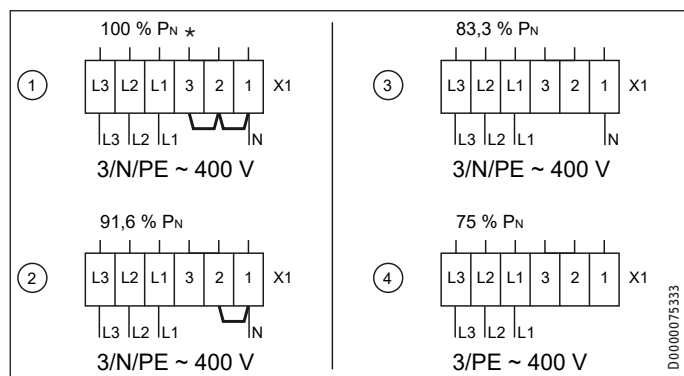 100 % PN *
1
L3 L2 L1 3 2 1 X1
L3 L2 L1 N
3/N/PE ~ 400 V
91,6 % PN
2
L3 L2 L1 3 2 1 X1
L3 L2 L1 N
3/N/PE ~ 400 V
83,3 % PN
3
L3 L2 L1 3 2 1 X1
L3 L2 L1 N
3/N/PE ~ 400 V
75 % PN
4
L3 L2 L1 3 2 1 X1
L3 L2 L1
3/PE ~ 400 V
D0000075333